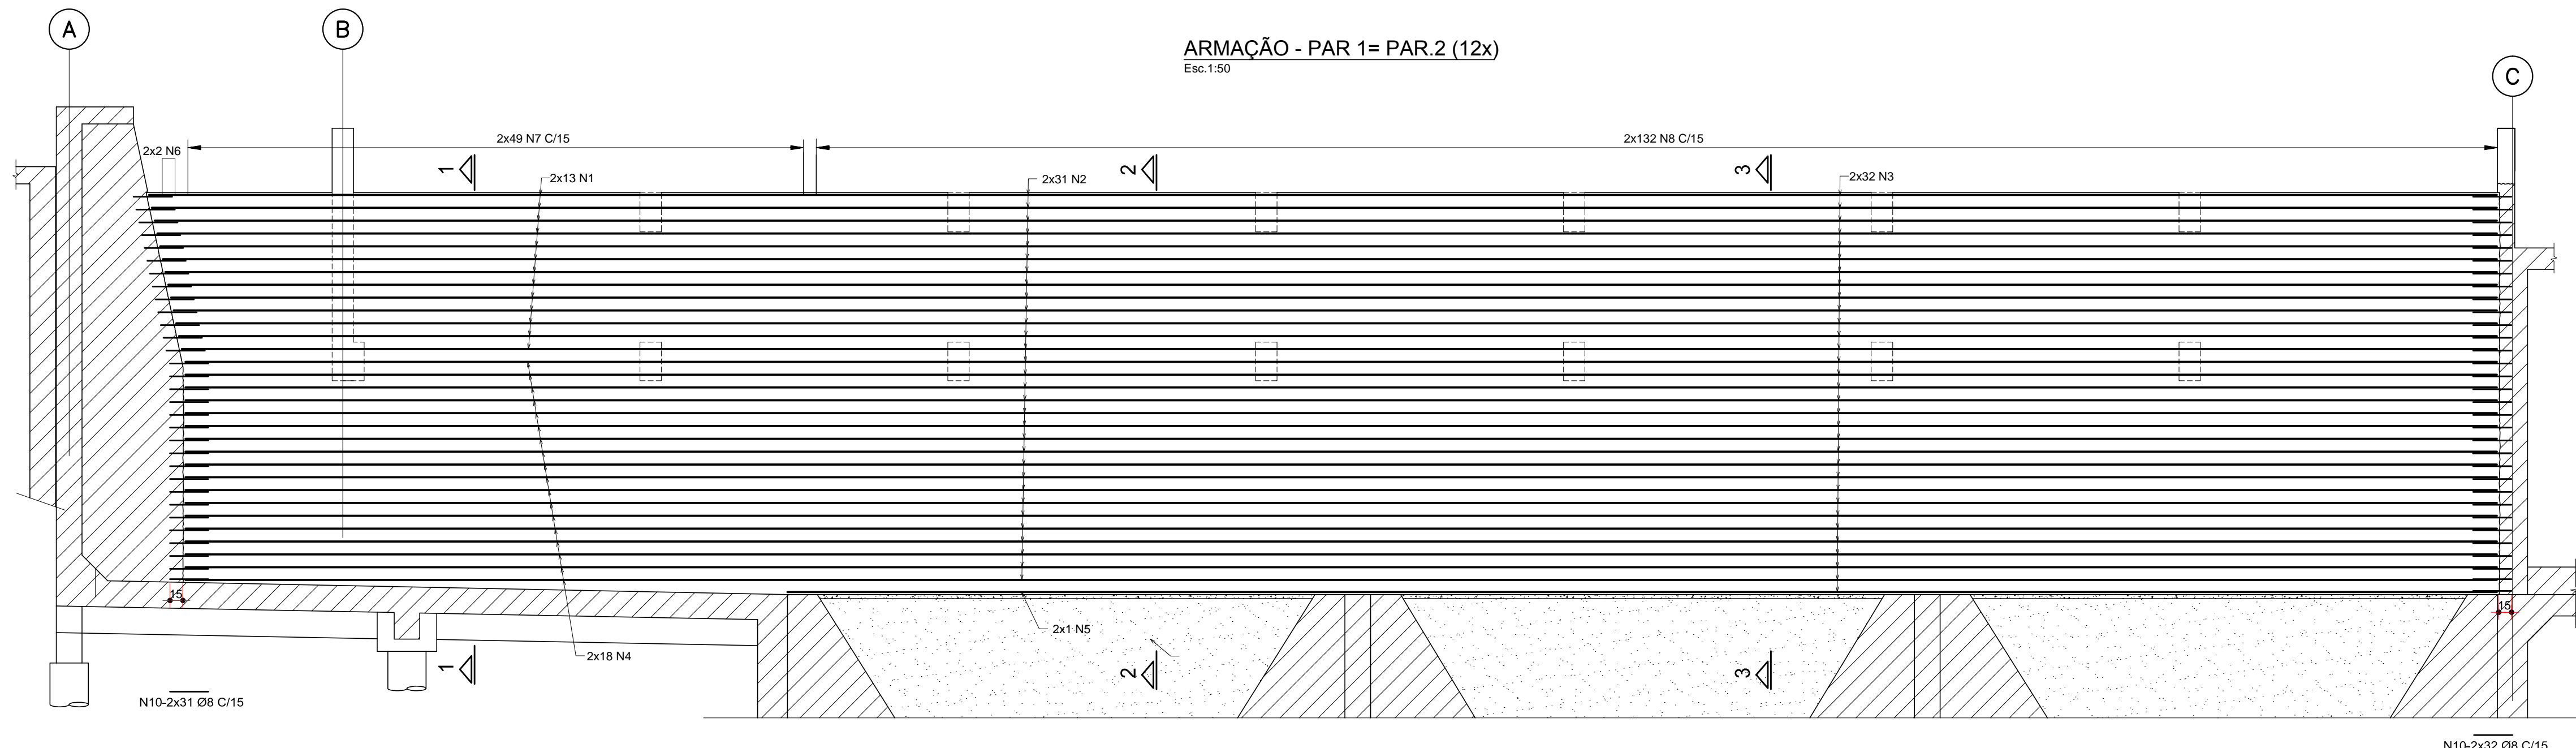 A
B
ARMAÇÃO - PAR 1= PAR.2 (12x)
Esc.1:50
C
2x49 N7 C/15
2x132 N8 C/15
2x2 N6
1
2
3
2x13 N1
2x31 N2
2x32 N3
15
15
2x1 N5
2x18 N4
1
2
3
N10-2x31 Ø8 C/15
N10-2x32 Ø8 C/15